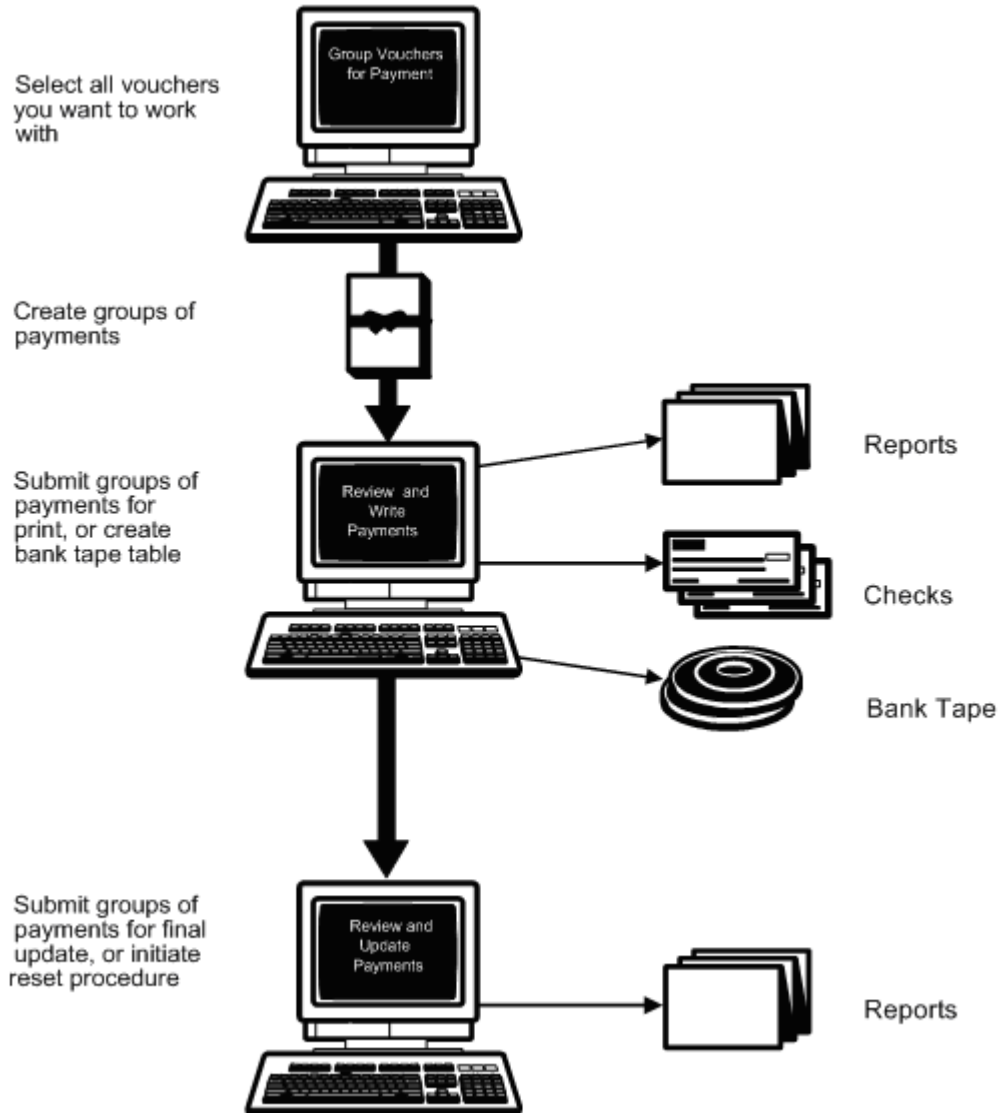 Group Vouchers
for Payment
Select all vouchers
you want to work
with
Create groups of
payments
Submit groups of
payments for
print, or create
bank tape table
Review and
Write
Payments
Reports
Checks
Bank Tape
Submit groups of
payments for final
update, or initiate
reset procedure
Review and
Update
Payments
Reports